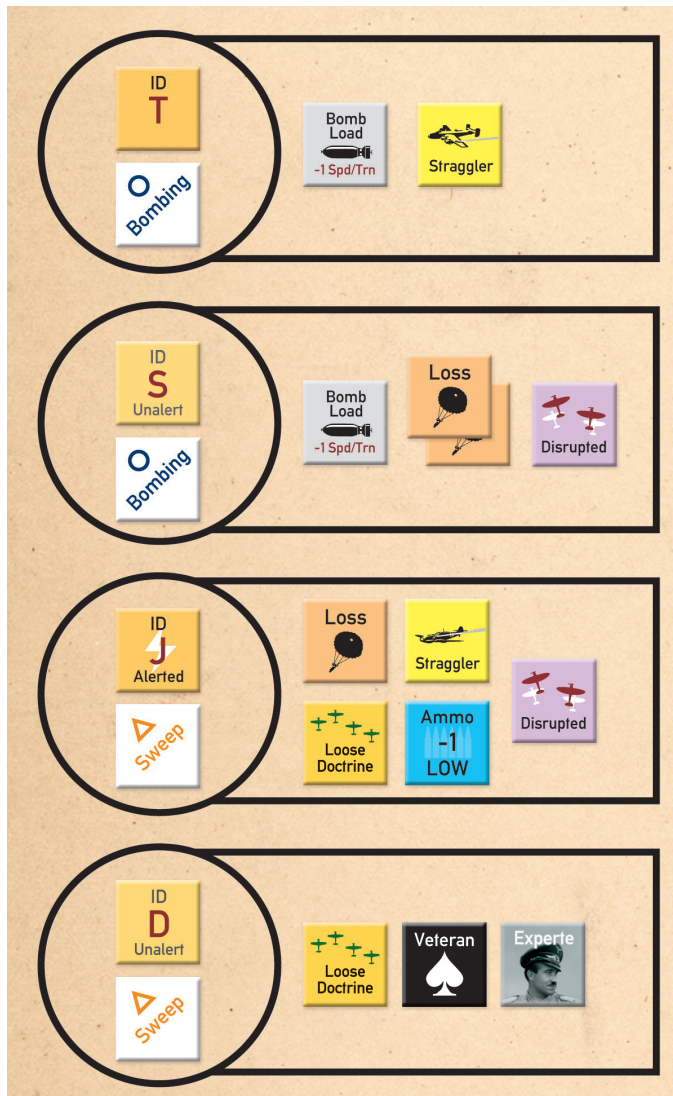 ID
T
Bombing
Bomb
Load
-1 Spd/Trn
Straggler
ID
S
Unalert
Bombing
Bomb
Load
-1 Spd/Trn
Loss
Disrupted
ID
J
Alerted
Sweep
Loss
Straggler
Loose
Doctrine
Ammo
-1
LOW
Disrupted
ID
D
Unalert
Sweep
Loose
Doctrine
Veteran
Experte